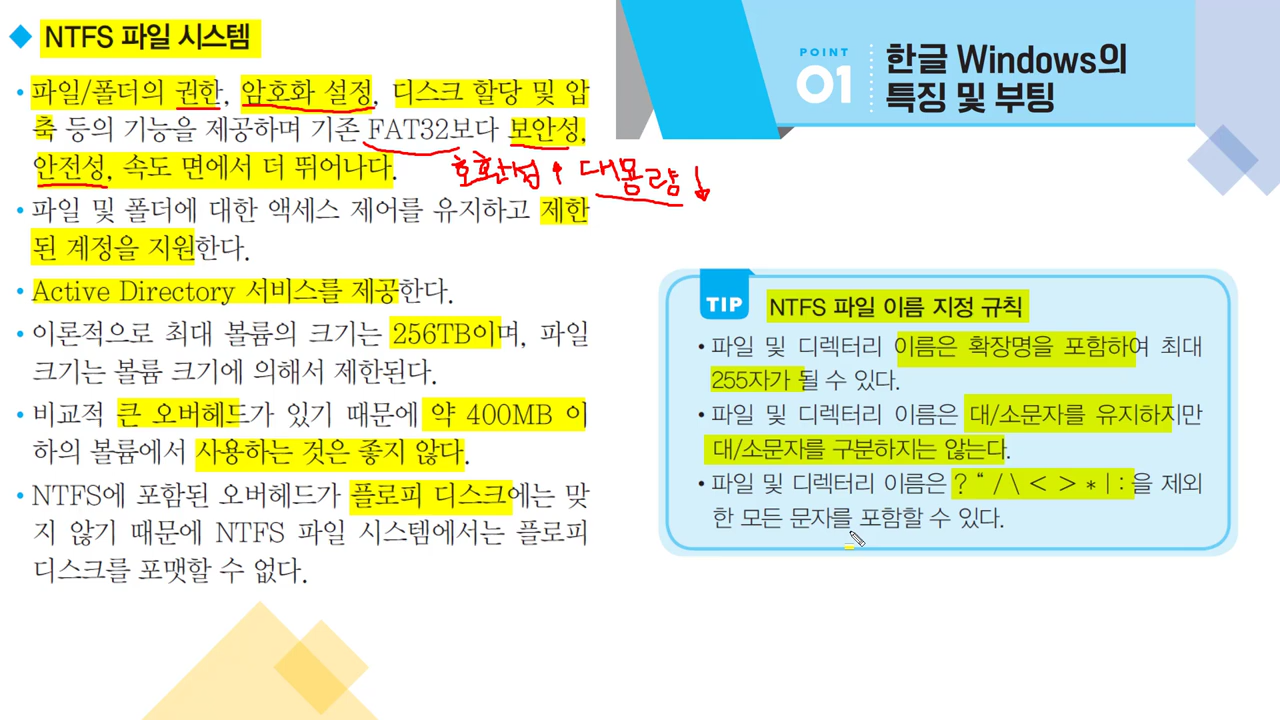 NTFS 파일 시스템
• 파일/폴더의 권한, 암호화 설정, 디스크 할당 및 압
축 등의 기능을 제공하며 기존 FAT32보다 보안성,
안전성, 속도 면에서 더 뛰어나다.
호환성↑ 대용량↓
• 파일 및 폴더에 대한 액세스 제어를 유지하고 제한
된 계정을 지원한다.
• Active Directory 서비스를 제공한다.
• 이론적으로 최대 볼륨의 크기는 256TB이며, 파일
크기는 볼륨 크기에 의해서 제한된다.
• 비교적 큰 오버헤드가 있기 때문에 약 400MB 이
하의 볼륨에서 사용하는 것은 좋지 않다.
• NTFS에 포함된 오버헤드가 플로피 디스크에는 맞
지 않기 때문에 NTFS 파일 시스템에서는 플로피
디스크를 포맷할 수 없다.
POINT
01
한글 Windows의
특징 및 부팅
TIP
NTFS 파일 이름 지정 규칙
• 파일 및 디렉터리 이름은 확장명을 포함하여 최대
255자가 될 수 있다.
• 파일 및 디렉터리 이름은 대/소문자를 유지하지만
대/소문자를 구분하지는 않는다.
• 파일 및 디렉터리 이름은 ? “ / \ < > * | : 을 제외
한 모든 문자를 포함할 수 있다.